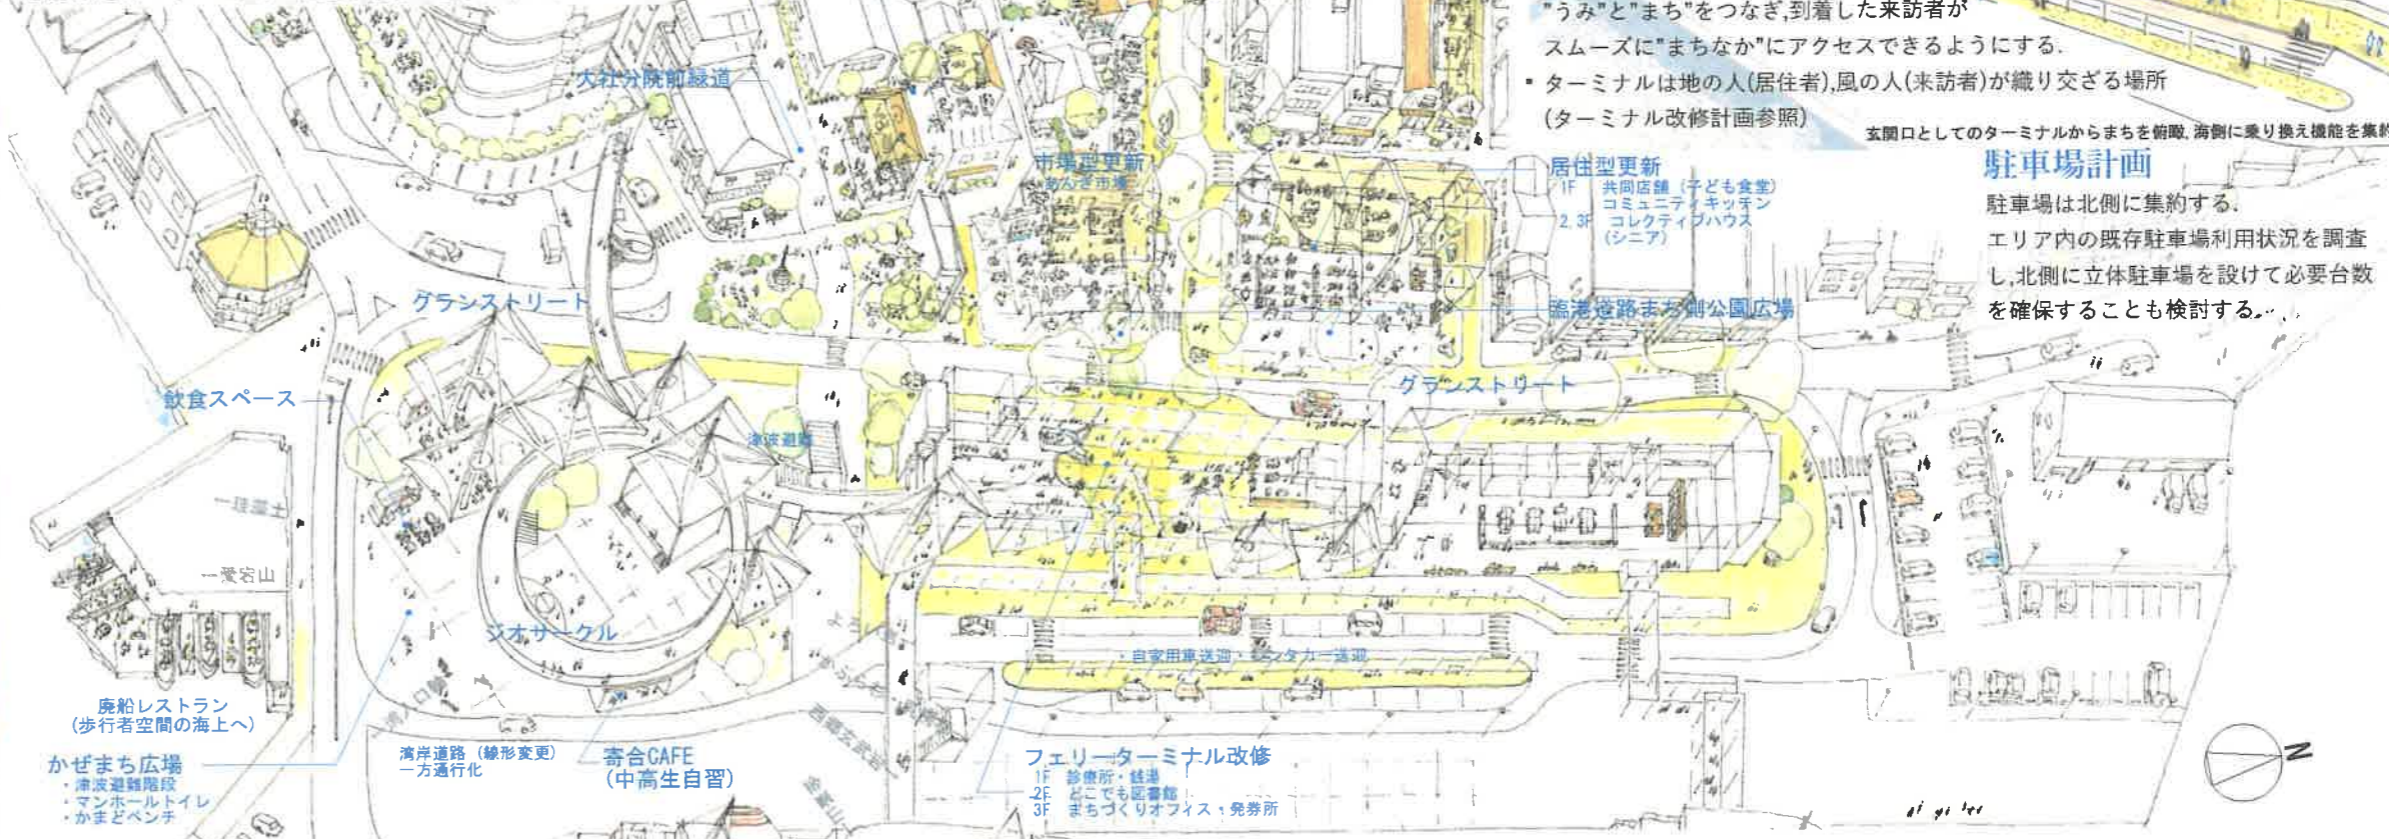 "うみ"と"まち"をつなぎ,到着した来訪者が
スムーズに"まちなか"にアクセスできるようにする.
▪ ターミナルは地の人(居住者),風の人(来訪者)が織り交ざる場所
(ターミナル改修計画参照)
玄関口としてのターミナルからまちを俯瞰,海側に乗り換え機能を集約
駐車場計画
駐車場は北側に集約する.
エリア内の既存駐車場利用状況を調査
し,北側に立体駐車場を設けて必要台数
を確保することも検討する.
大社分院前緑道
市場型更新
あんき市場
居住型更新
1F 共同店舗(子ども食堂)
コミュニティキッチン
2,3F コレクティブハウス
(シニア)
グランストリート
臨港道路まち側公園広場
グランストリート
飲食スペース
津波避難
一珪藻土
一愛宕山
ジオサークル
・自家用車送迎・レンタカー送迎
廃船レストラン
(歩行者空間の海上へ)
かぜまち広場
・津波避難階段
・マンホールトイレ
・かまどベンチ
湾岸道路(線形変更)
一方通行化
寄合CAFE
(中高生自習)
フェリーターミナル改修
1F 診療所・銭湯
2F どこでも図書館
3F まちづくりオフィス・発券所
N